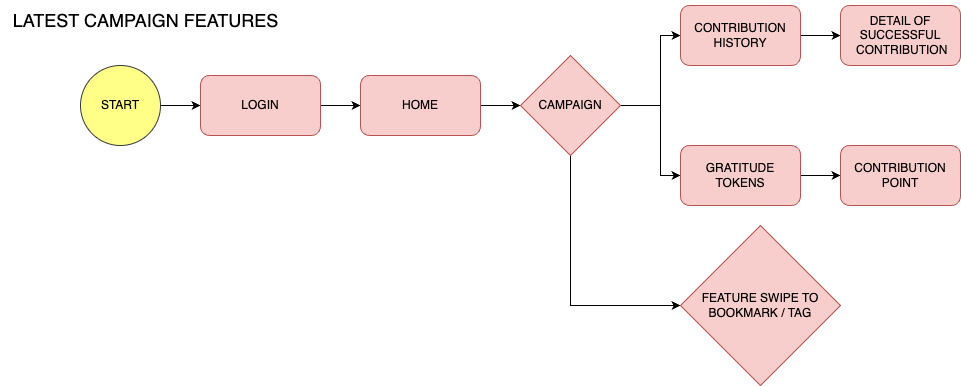 LATEST CAMPAIGN FEATURES
START
LOGIN
HOME
CAMPAIGN
CONTRIBUTION
HISTORY
DETAIL OF
SUCCESSFUL
CONTRIBUTION
GRATITUDE
TOKENS
CONTRIBUTION
POINT
FEATURE SWIPE TO
BOOKMARK / TAG